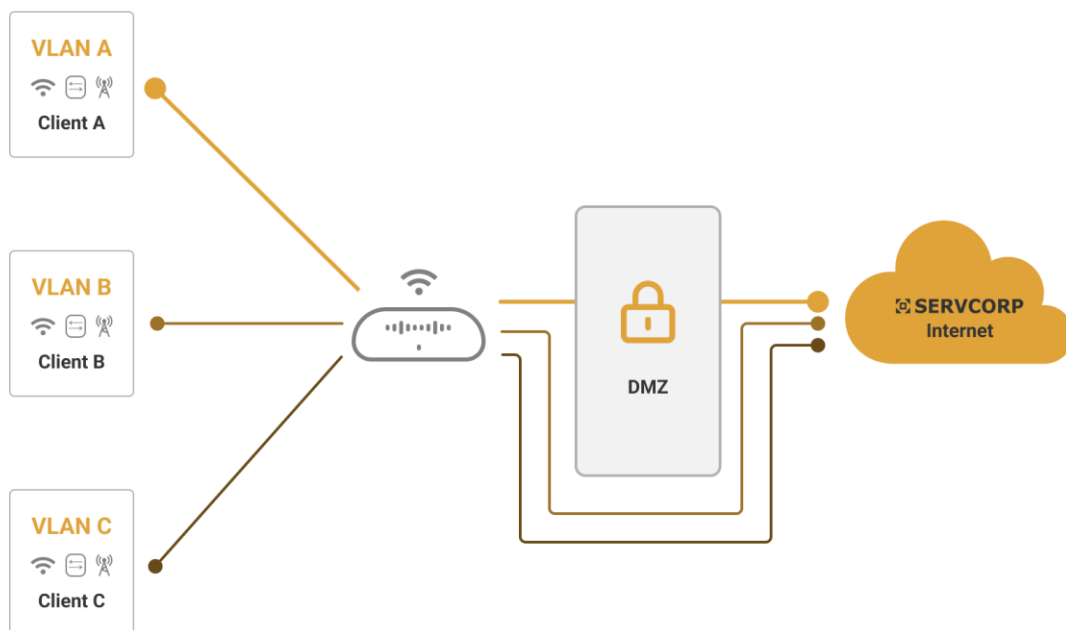 VLAN A
Client A
VLAN B
Client B
VLAN C
Client C
DMZ
SERVCORP
Internet